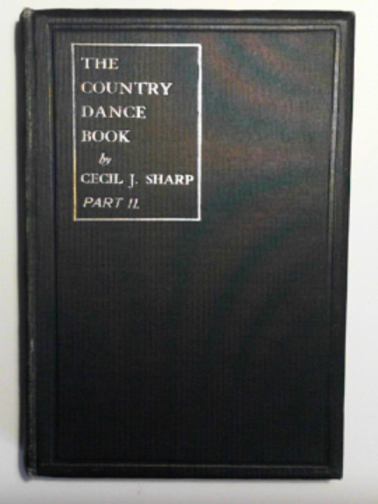 THE
COUNTRY
DANCE
BOOK
by
CECIL J. SHARP
PART II.